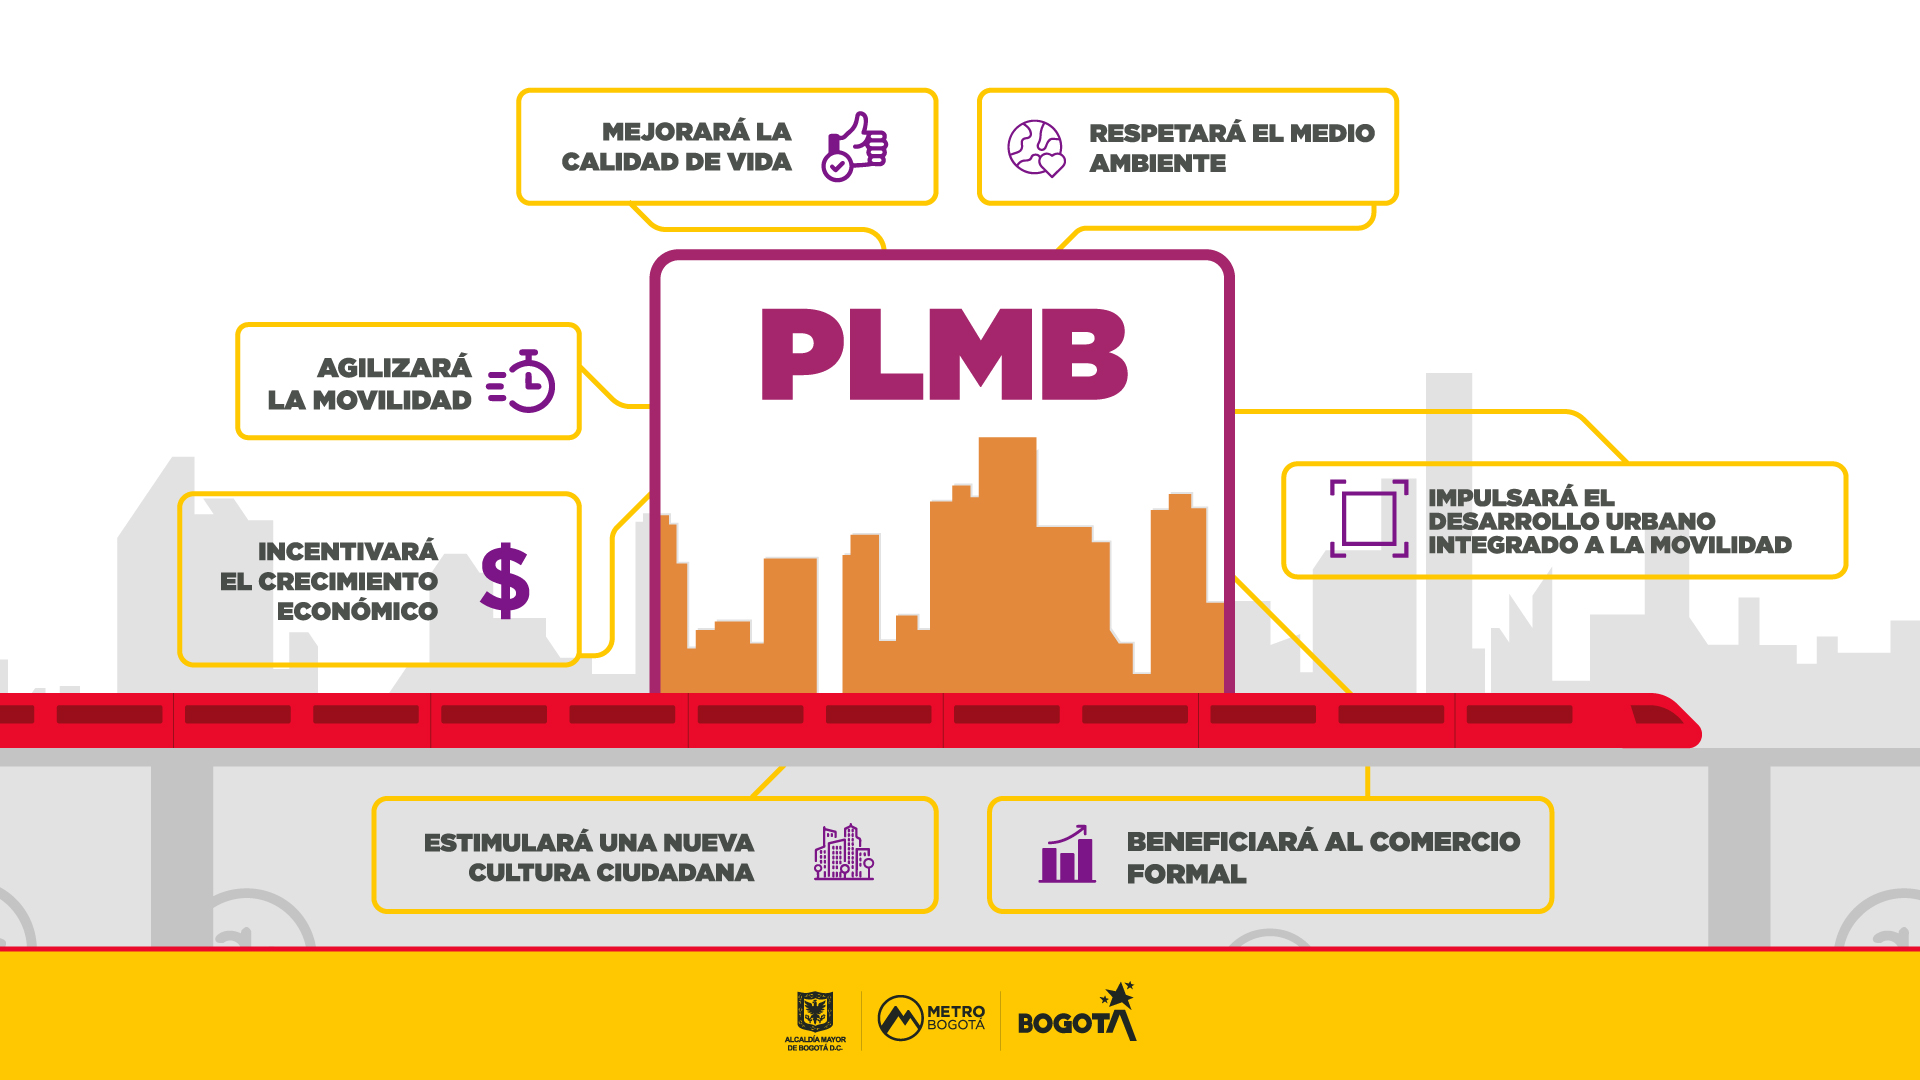 MEJORARÁ LA
CALIDAD DE VIDA
RESPETARÁ EL MEDIO
AMBIENTE
PLMB
AGILIZARÁ
LA MOVILIDAD
INCENTIVARÁ
EL CRECIMIENTO
ECONÓMICO
$
IMPULSARÁ EL
DESARROLLO URBANO
INTEGRADO A LA MOVILIDAD
ESTIMULARÁ UNA NUEVA
CULTURA CIUDADANA
BENEFICIARÁ AL COMERCIO
FORMAL
ALCALDÍA MAYOR
DE BOGOTÁ D.C.
METRO
BOGOTÁ
BOGOTÁ